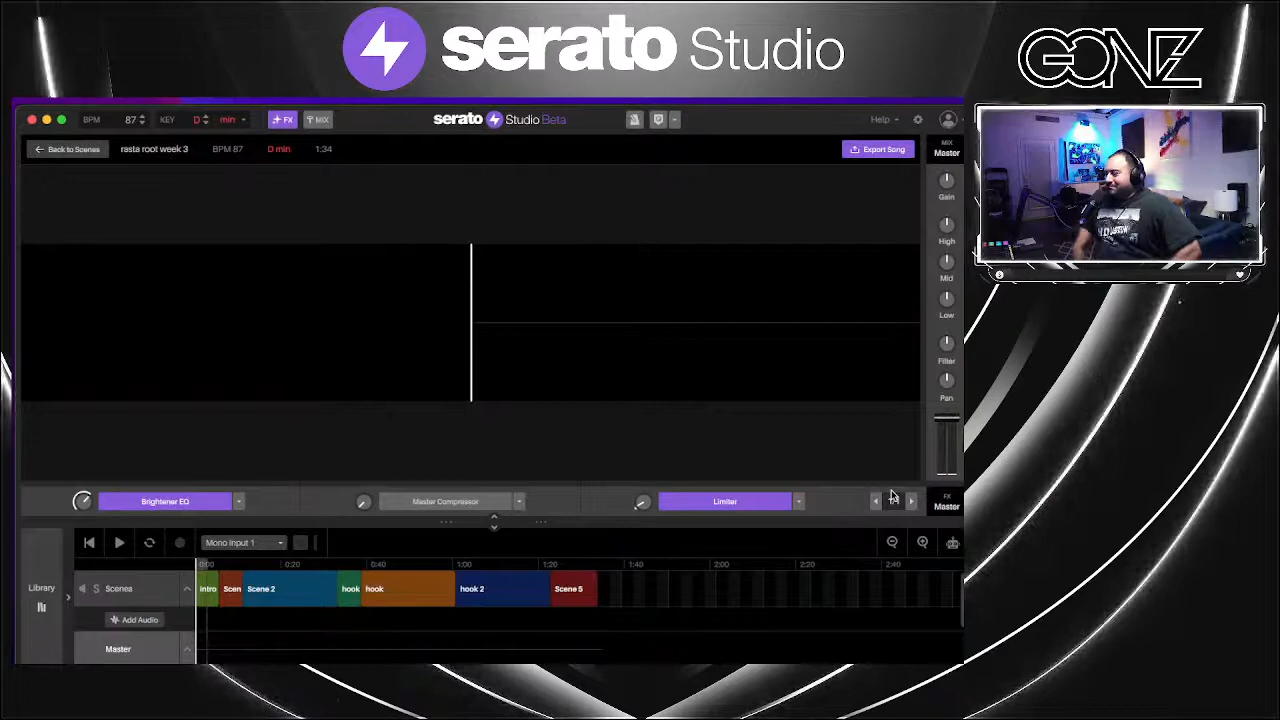 serato Studio
GONZ
BPM 87 KEY D min FX MIX
serato Studio Beta
Help
Back to Scenes rasta root week 3 BPM 87 D min 1:34 Export Song
MIX
Master
Gain
High
Mid
Low
Filter
Pan
Brightener EQ Master Compressor Limiter
FX
Master
Mono Input 1
0:00 0:20 0:40 1:00 1:20 1:40 2:00 2:20 2:40
Library
S Scenes intro Scen Scene 2 hook hook hook 2 Scene 5
Add Audio
Master